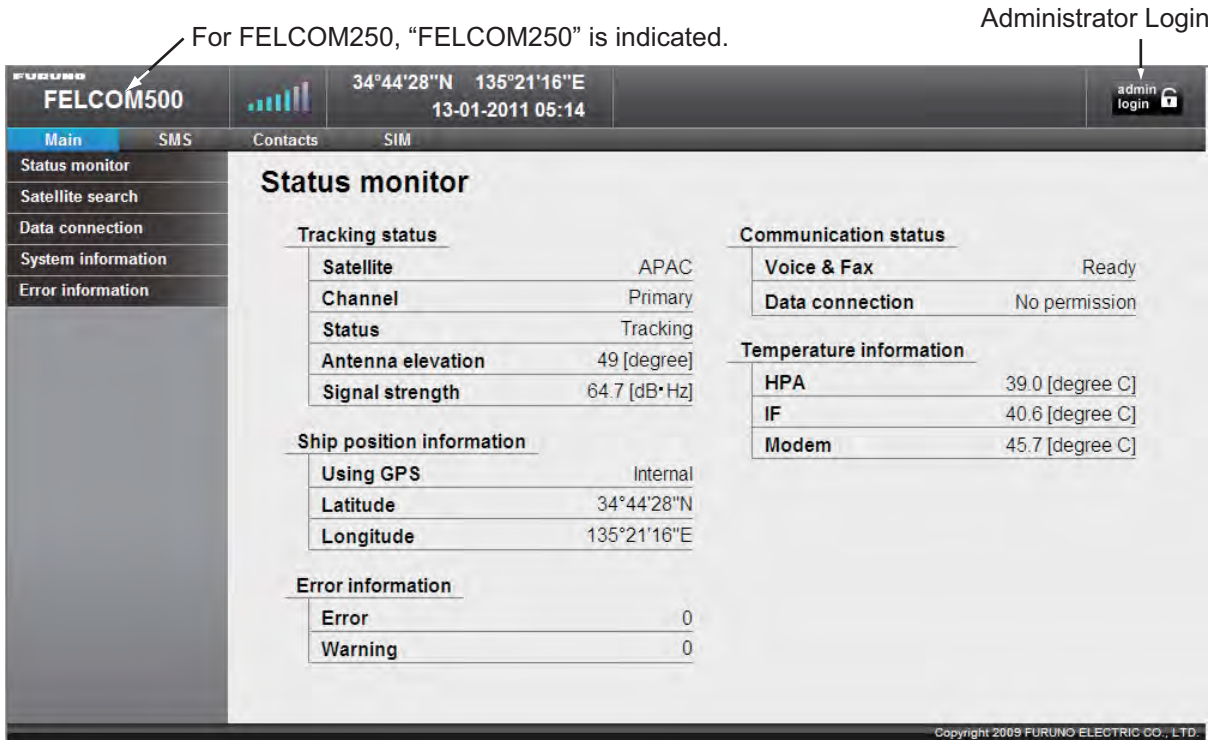 Administrator Login
For FELCOM250, “FELCOM250” is indicated.
FURUNO
FELCOM500
34°44'28"N 135°21'16"E
13-01-2011 05:14
admin
login
Main SMS Contacts SIM
Status monitor
Satellite search
Data connection
System information
Error information
Status monitor
Tracking status
Satellite APAC
Channel Primary
Status Tracking
Antenna elevation 49 [degree]
Signal strength 64.7 [dB•Hz]
Ship position information
Using GPS Internal
Latitude 34°44'28"N
Longitude 135°21'16"E
Error information
Error 0
Warning 0
Communication status
Voice & Fax Ready
Data connection No permission
Temperature information
HPA 39.0 [degree C]
IF 40.6 [degree C]
Modem 45.7 [degree C]
Copyright 2009 FURUNO ELECTRIC CO., LTD.